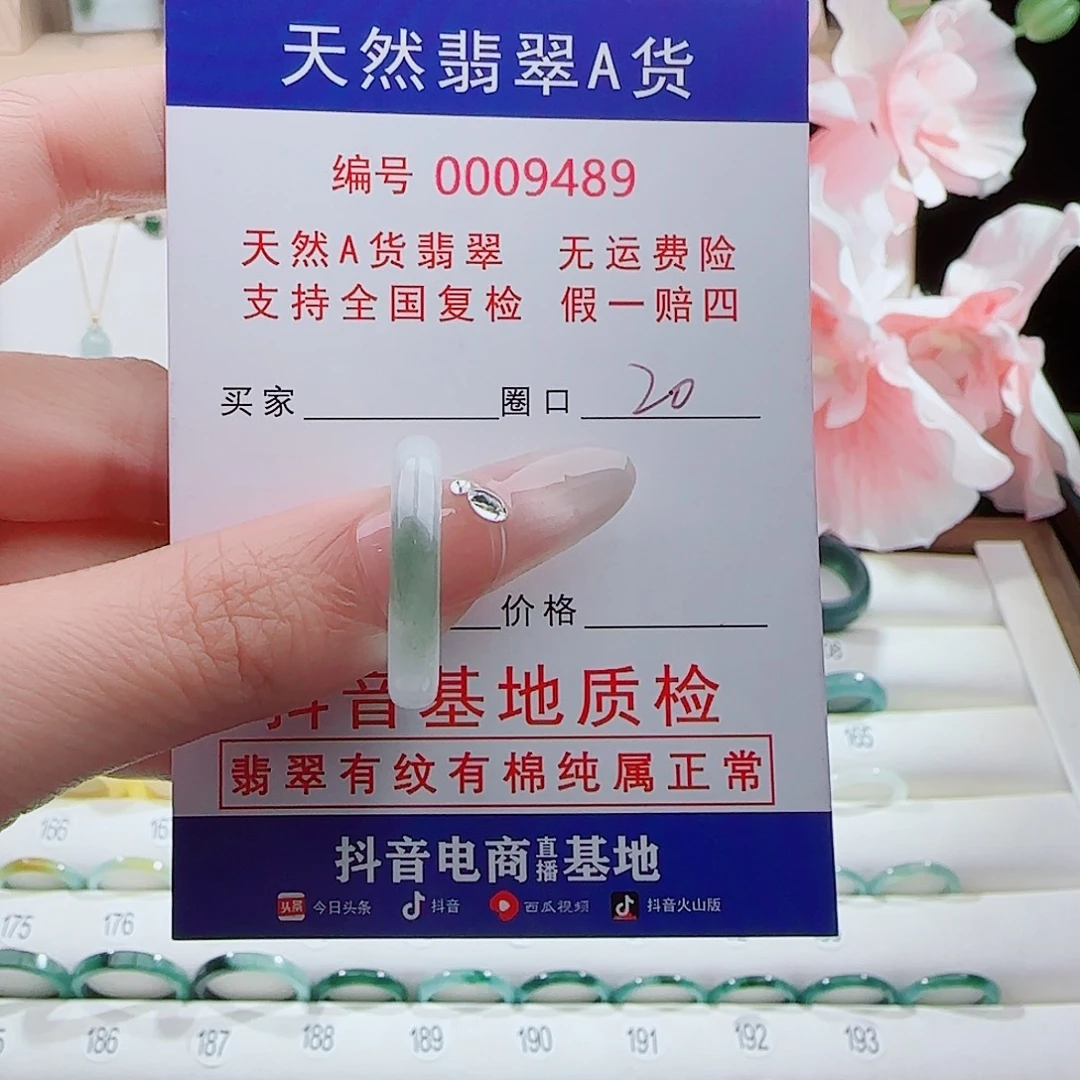 天然翡翠A货
编号 0009489
天然A货翡翠 无运费险
支持全国复检 假一赔四
买家 圈口 20
价格
抖音基地质检
翡翠有纹有棉纯属正常
抖音电商直播基地
头条 今日头条 抖音 西瓜视频 抖音火山版
165
166
175 176
186 187 188 189 190 191 192 193